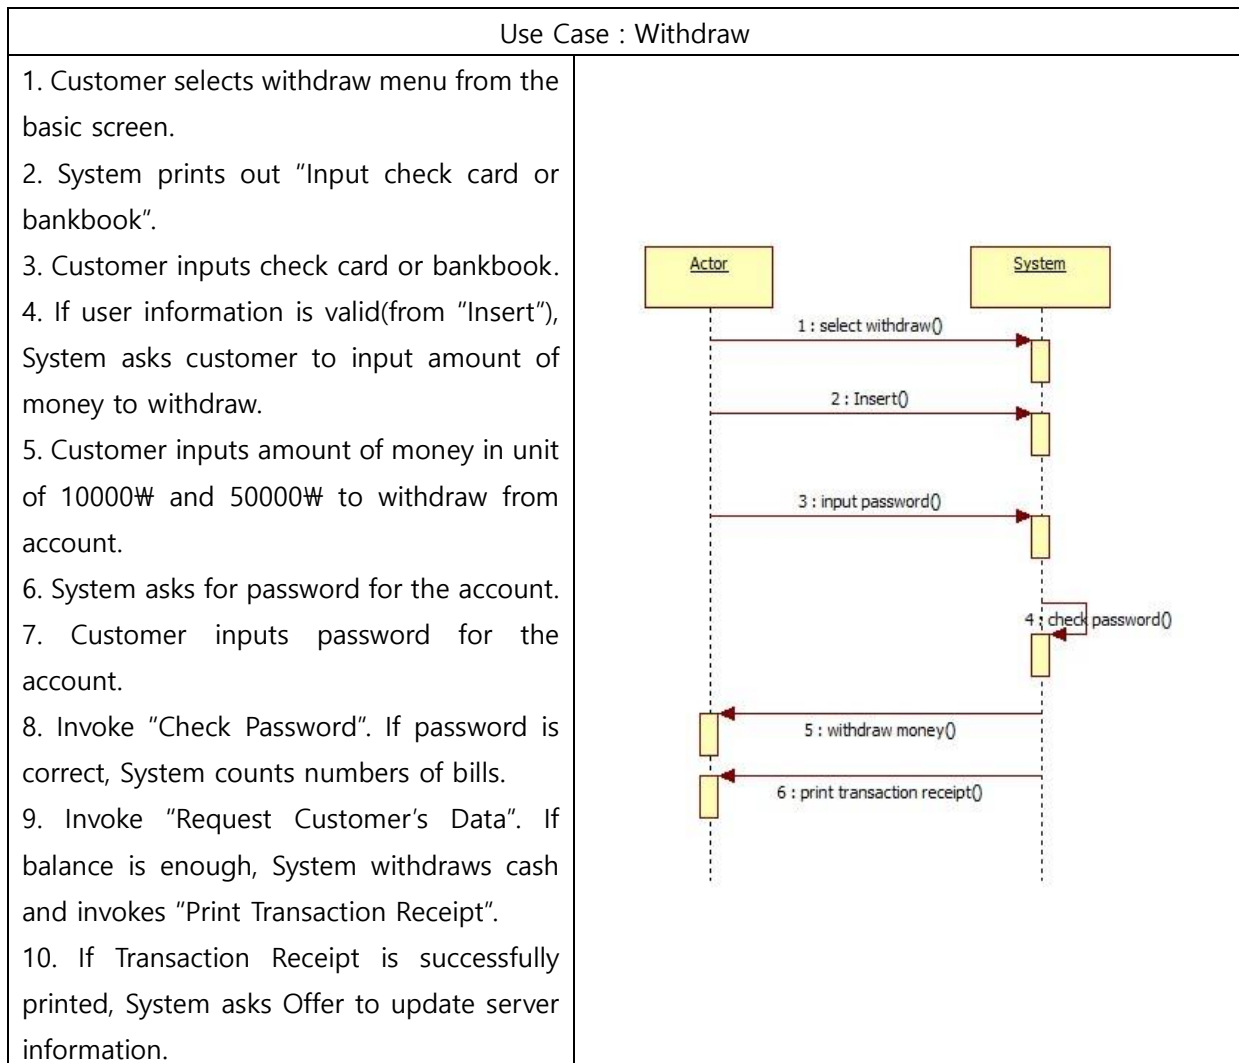 Use Case : Withdraw
1. Customer selects withdraw menu from the
basic screen.
2. System prints out “Input check card or
bankbook”.
3. Customer inputs check card or bankbook.
4. If user information is valid(from “Insert”),
System asks customer to input amount of
money to withdraw.
5. Customer inputs amount of money in unit
of 10000₩ and 50000₩ to withdraw from
account.
6. System asks for password for the account.
7. Customer inputs password for the
account.
8. Invoke “Check Password”. If password is
correct, System counts numbers of bills.
9. Invoke “Request Customer’s Data”. If
balance is enough, System withdraws cash
and invokes “Print Transaction Receipt”.
10. If Transaction Receipt is successfully
printed, System asks Offer to update server
information.
Actor
System
1 : select withdraw()
2 : Insert()
3 : input password()
4 : check password()
5 : withdraw money()
6 : print transaction receipt()